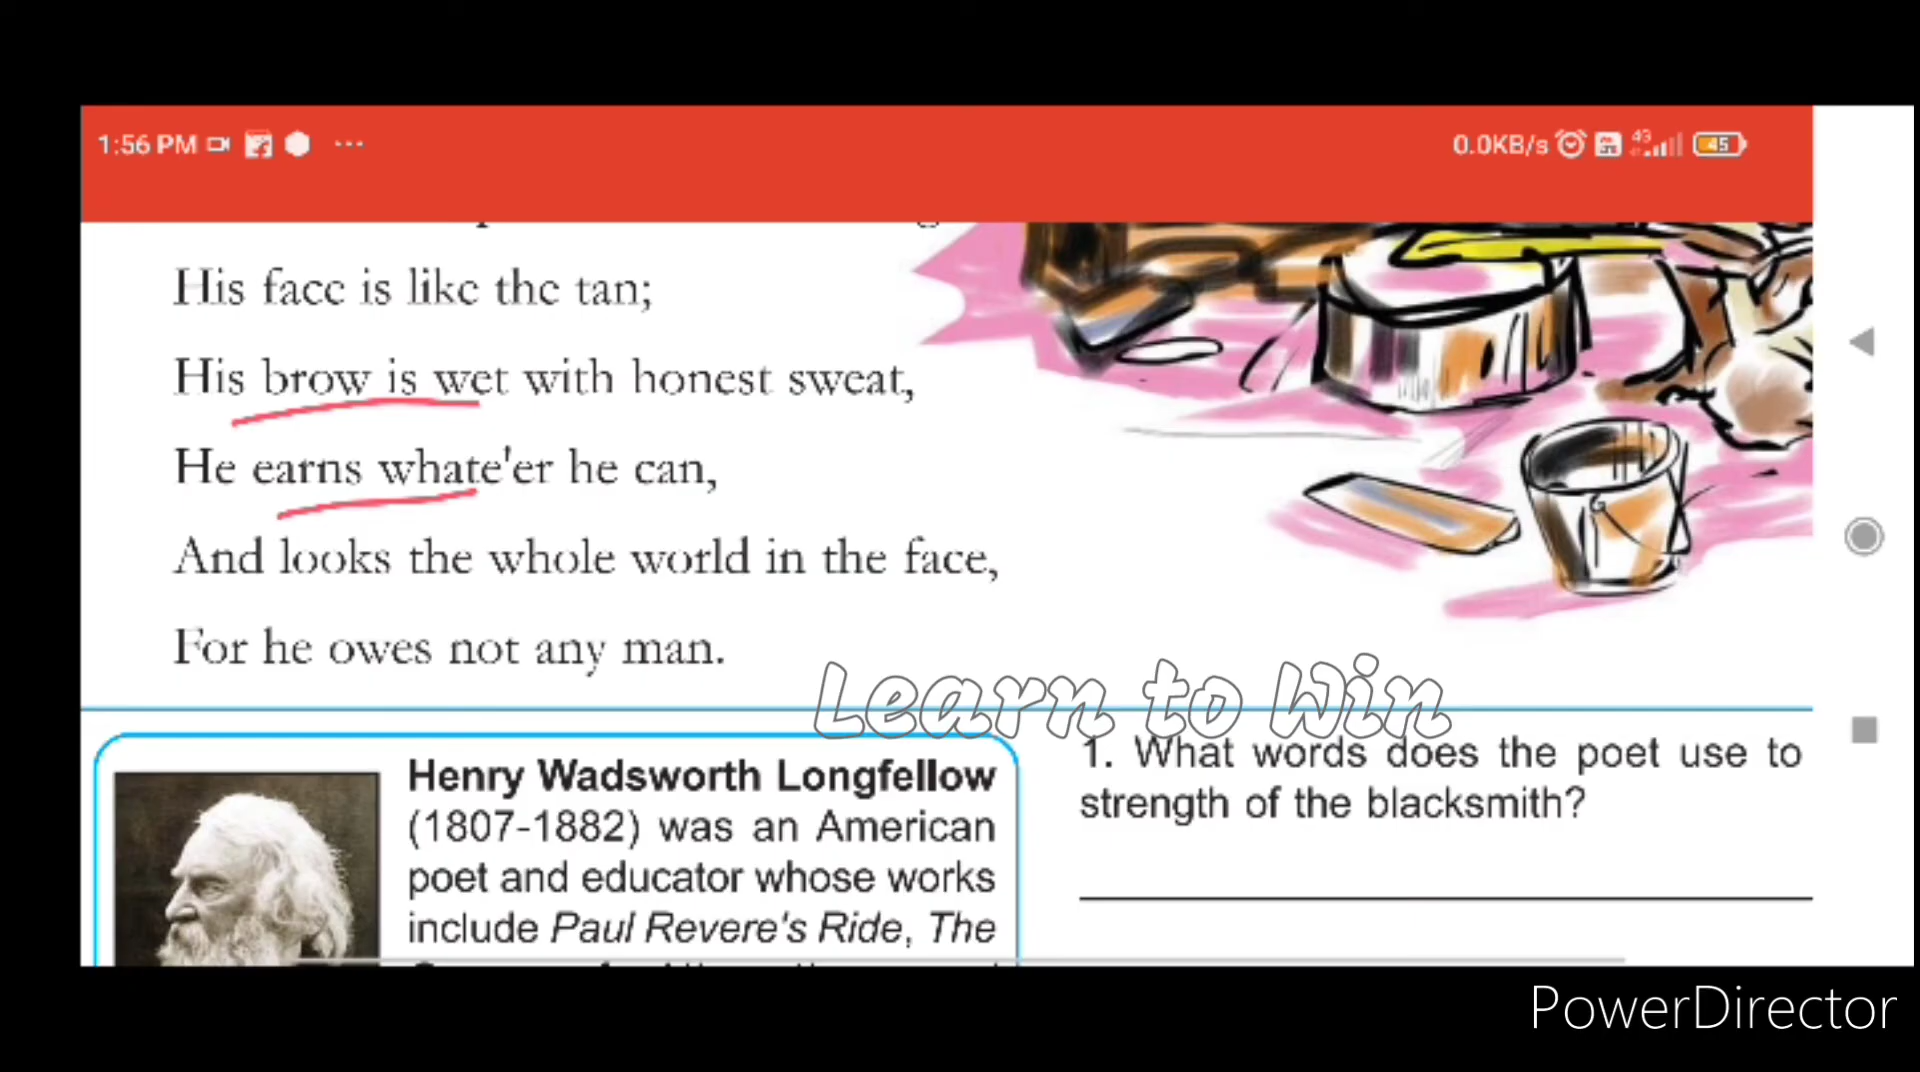 1:56 PM
0.0KB/s 4G 45
His face is like the tan;
His brow is wet with honest sweat,
He earns whate'er he can,
And looks the whole world in the face,
For he owes not any man.
Learn to Win
Henry Wadsworth Longfellow
(1807-1882) was an American
poet and educator whose works
include Paul Revere's Ride, The
1. What words does the poet use to
strength of the blacksmith?
PowerDirector